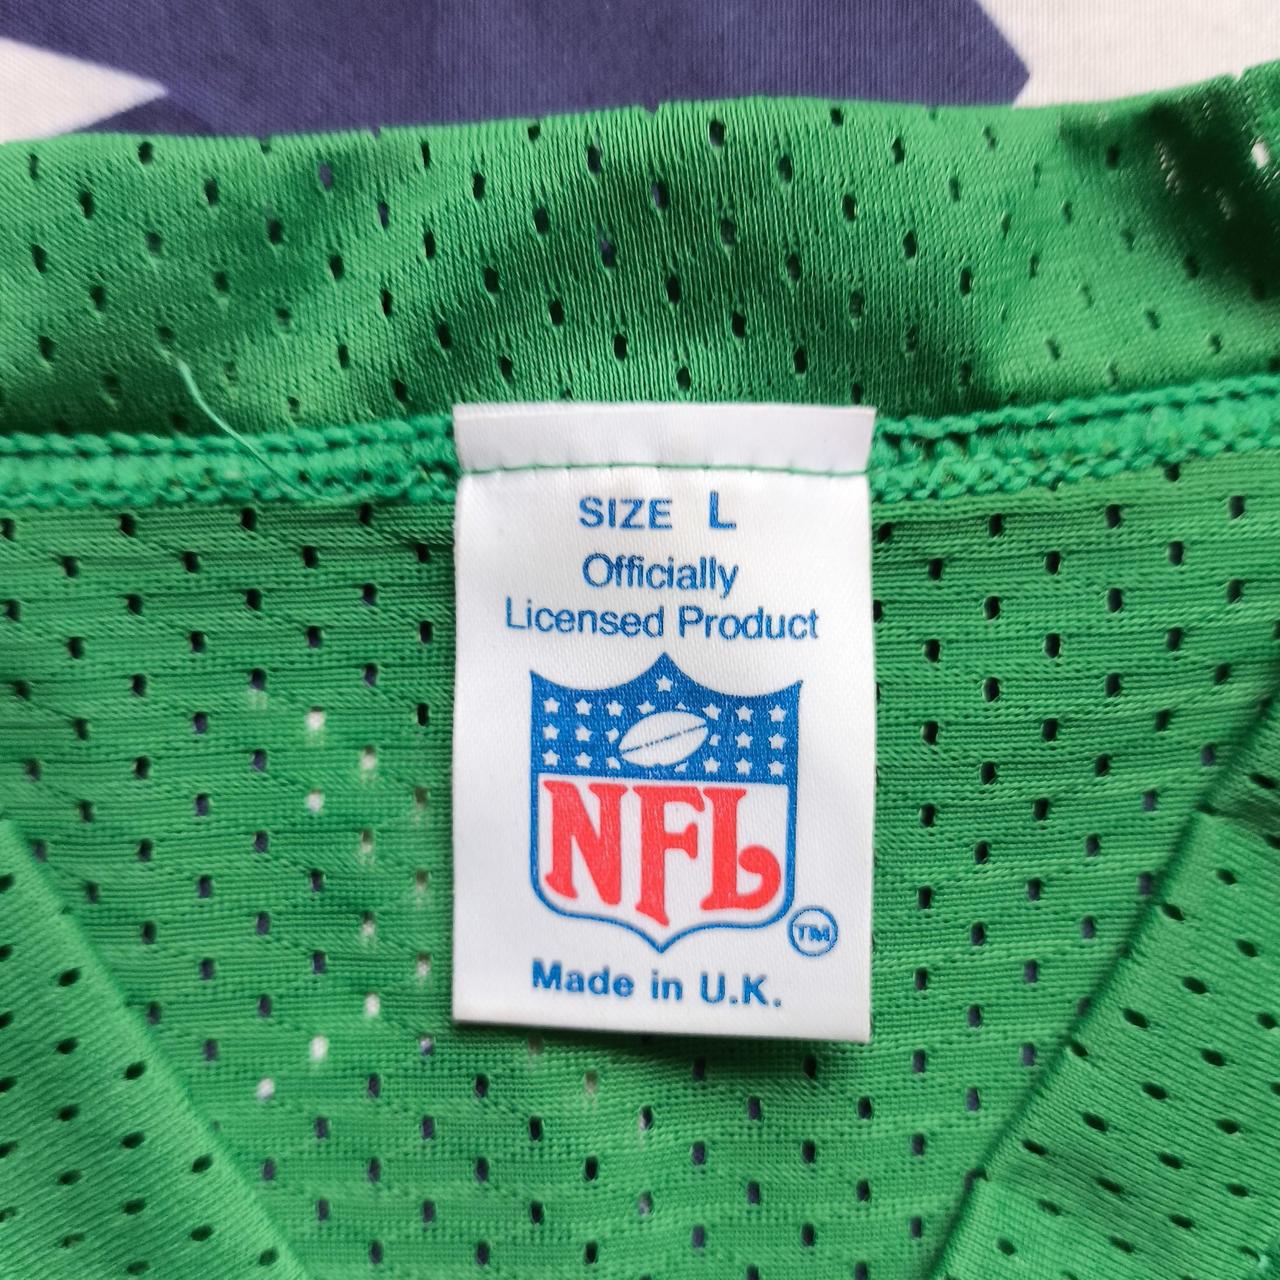 SIZE L
Officially
Licensed Product
NFL
TM
Made in U.K.